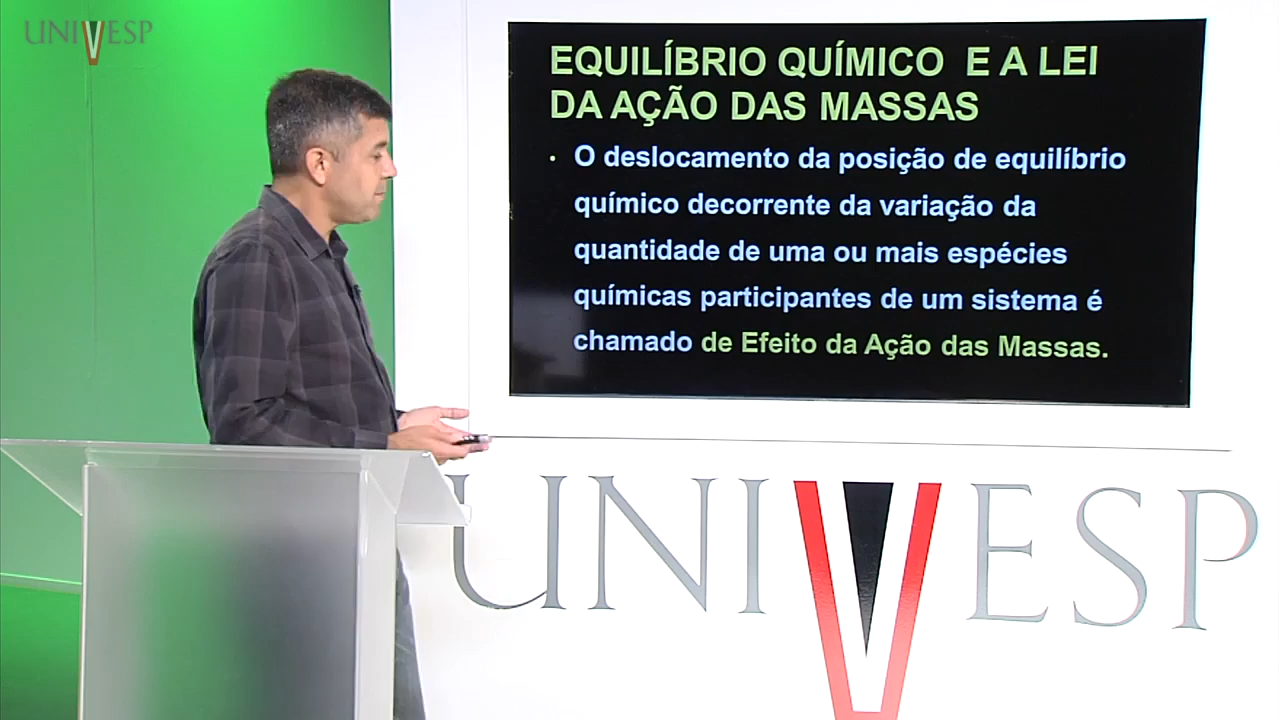 UNIVESP
EQUILÍBRIO QUÍMICO E A LEI
DA AÇÃO DAS MASSAS
• O deslocamento da posição de equilíbrio
químico decorrente da variação da
quantidade de uma ou mais espécies
químicas participantes de um sistema é
chamado de Efeito da Ação das Massas.
UNIVESP